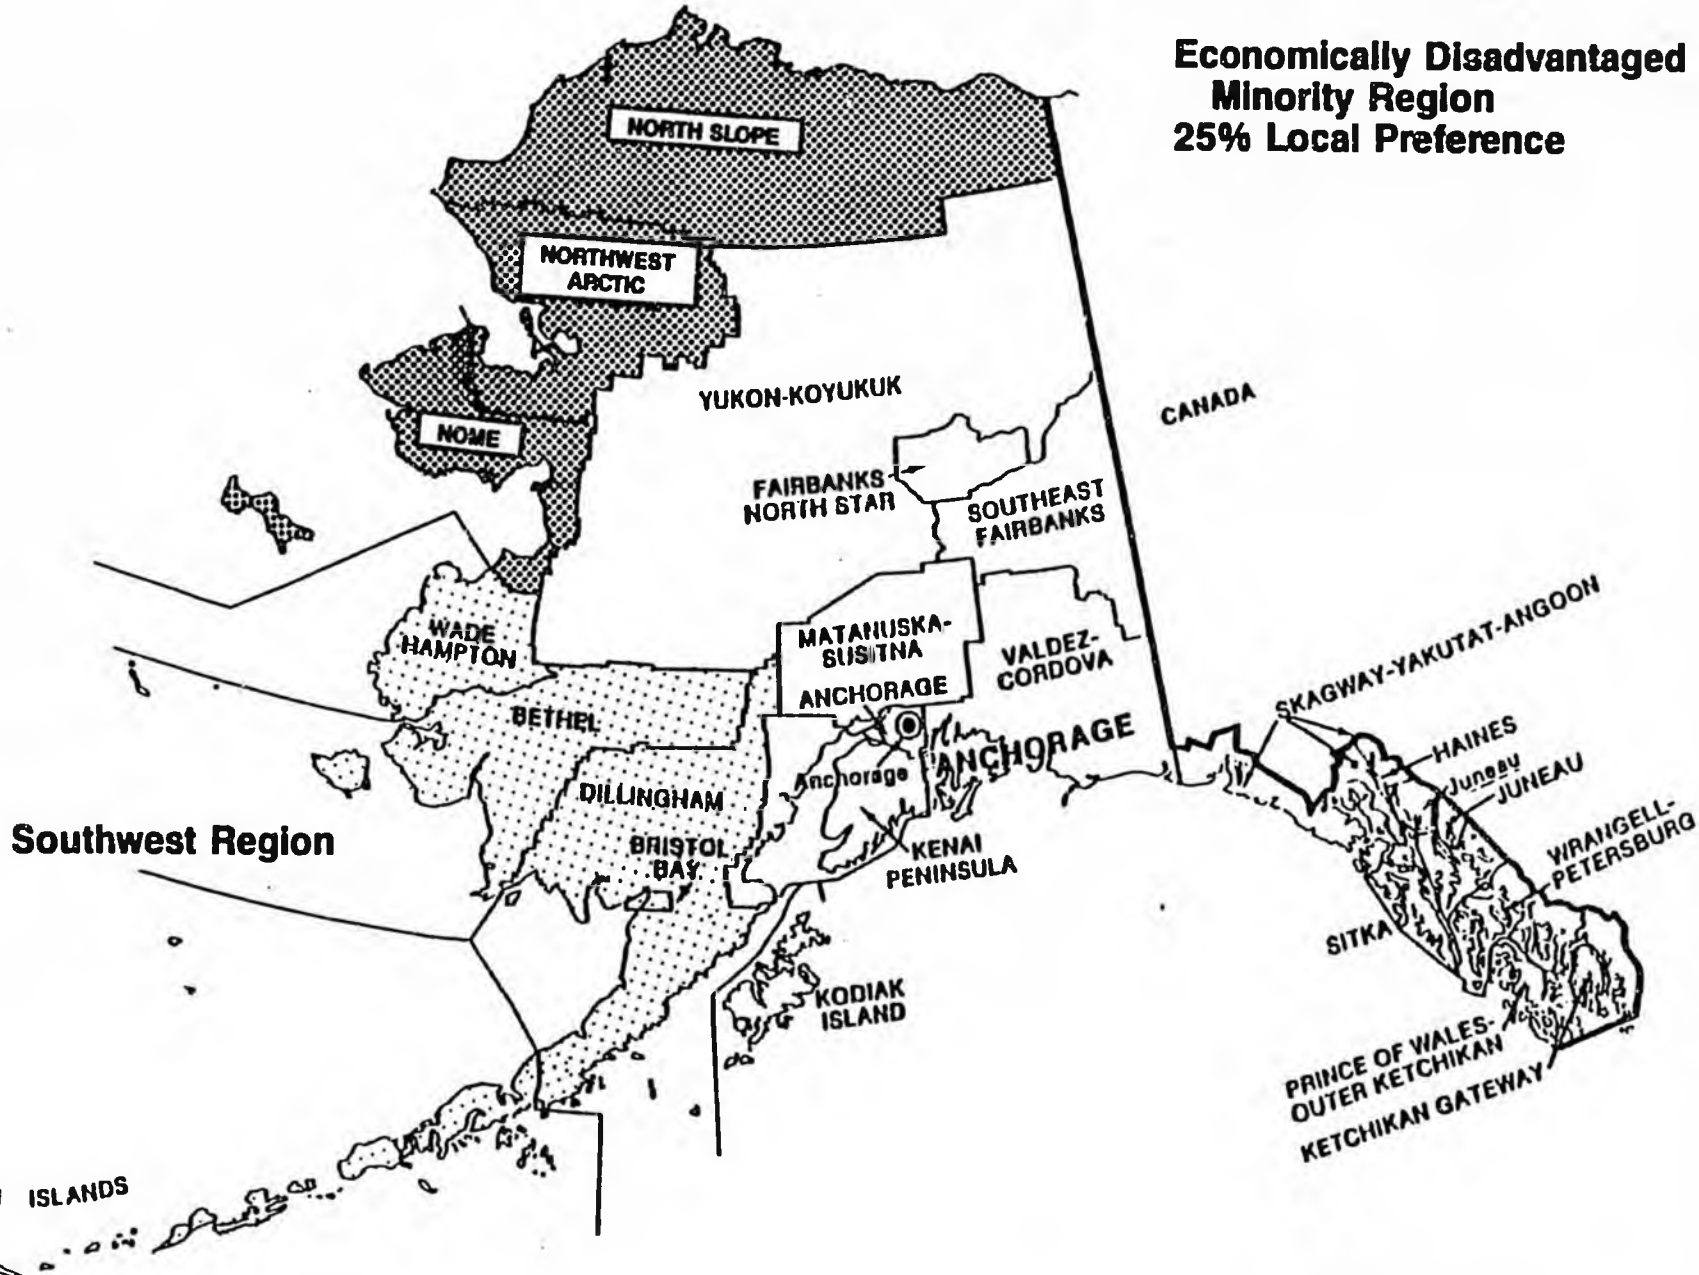 Economically Disadvantaged
Minority Region
25% Local Preference
NORTH SLOPE
NORTHWEST
ARCTIC
NOME
YUKON-KOYUKUK
CANADA
FAIRBANKS
NORTH STAR
SOUTHEAST
FAIRBANKS
WADE
HAMPTON
MATANUSKA-
SUSITNA
VALDEZ-
CORDOVA
ANCHORAGE
BETHEL
ANCHORAGE
Anchorage
DILLINGHAM
BRISTOL
BAY
KENAI
PENINSULA
Southwest Region
KODIAK
ISLAND
SKAGWAY-YAKUTAT-ANGOON
HAINES
Juneau
JUNEAU
WRANGELL-
PETERSBURG
SITKA
PRINCE OF WALES-
OUTER KETCHIKAN
KETCHIKAN GATEWAY
ISLANDS